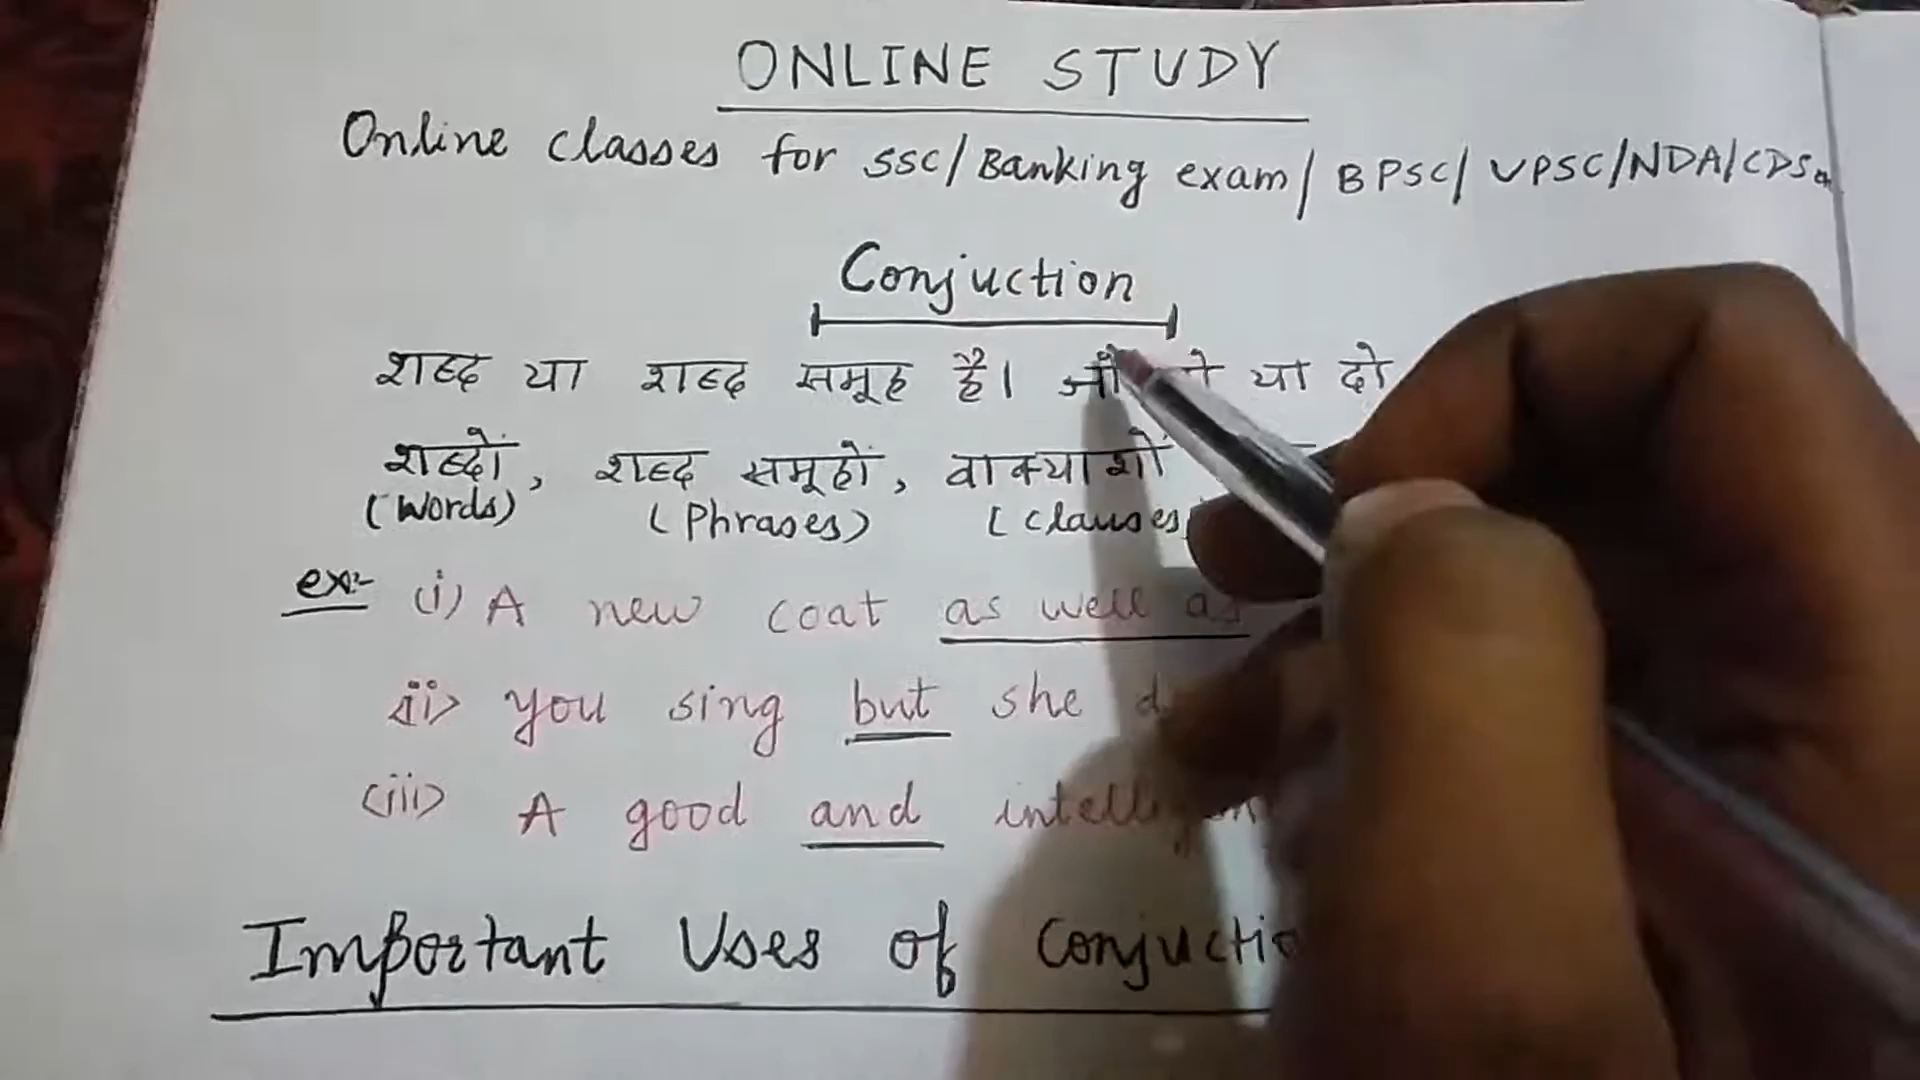 ONLINE STUDY
Online classes for SSC/Banking exam/BPSC/UPSC/NDA/CDS.
Conjuction
शब्द या शब्द समूह है। जो या दो
शब्दों, शब्द समूहों, वाक्याशों
(Words) (Phrases) (Clauses
ex:- (i) A new coat as well as
(ii) you sing but she
(iii) A good and
Important Uses of